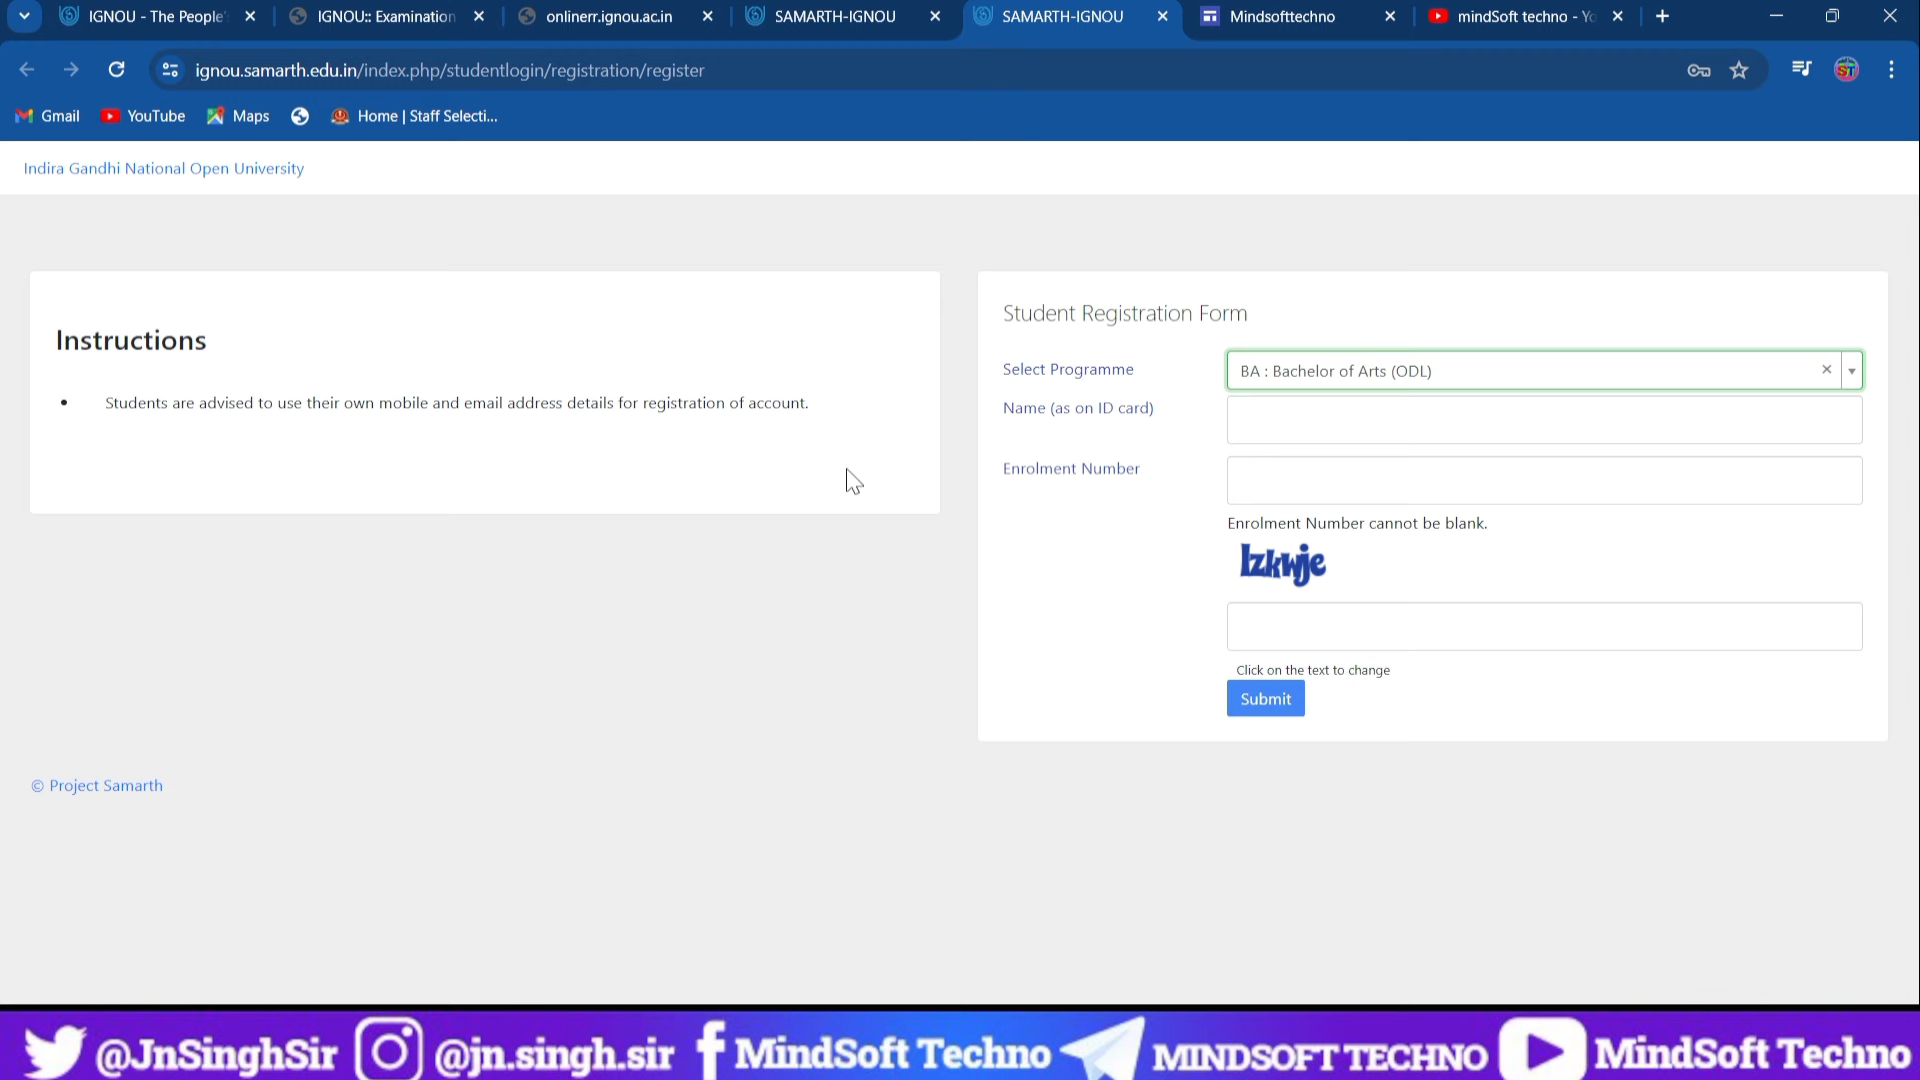 IGNOU - The People'
IGNOU:: Examination
onlinerr.ignou.ac.in
SAMARTH-IGNOU
SAMARTH-IGNOU
Mindsofttechno
mindSoft techno - Yo
ignou.samarth.edu.in/index.php/studentlogin/registration/register
Gmail
YouTube
Maps
Home | Staff Selecti...
Indira Gandhi National Open University
Instructions
• Students are advised to use their own mobile and email address details for registration of account.
Student Registration Form
Select Programme
BA : Bachelor of Arts (ODL)
Name (as on ID card)
Enrolment Number
Enrolment Number cannot be blank.
Click on the text to change
Submit
© Project Samarth
@JnSinghSir @jn.singh.sir MindSoft Techno MINDSOFT TECHNO MindSoft Techno